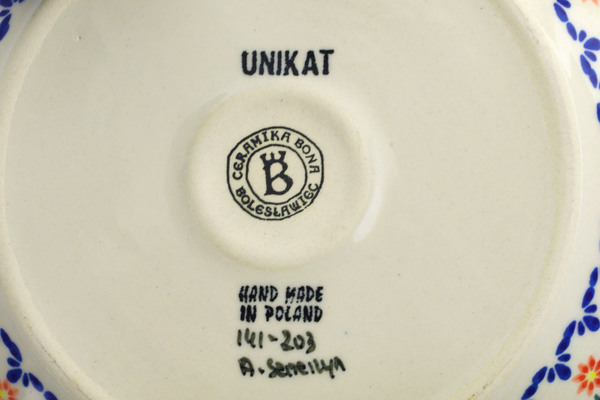 UNIKAT
CERAMIKA BONA
B
BOLESŁAWIEC
HAND MADE
IN POLAND
141-203
A.